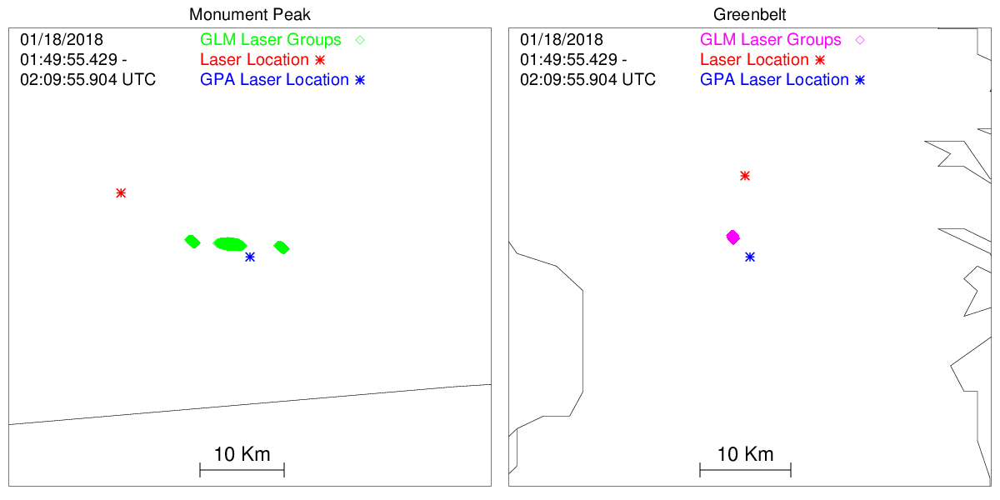 Monument Peak
01/18/2018
GLM Laser Groups
01:49:55.429 -
Laser Location
02:09:55.904 UTC
GPA Laser Location
10 Km
Greenbelt
01/18/2018
GLM Laser Groups
01:49:55.429 -
Laser Location
02:09:55.904 UTC
GPA Laser Location
10 Km